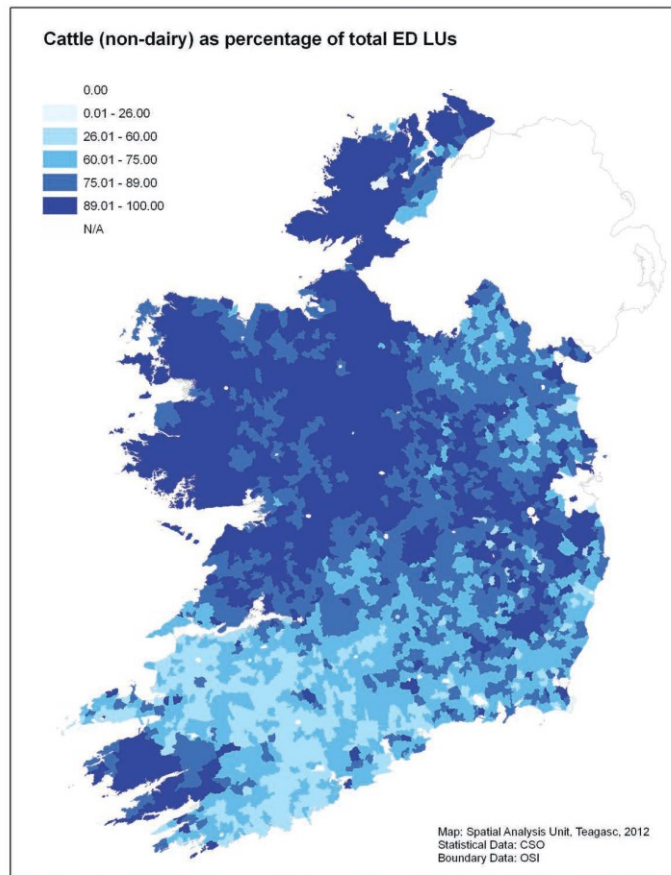 Cattle (non-dairy) as percentage of total ED LUs
0.00
0.01 - 26.00
26.01 - 60.00
60.01 - 75.00
75.01 - 89.00
89.01 - 100.00
N/A
Map: Spatial Analysis Unit, Teagasc, 2012
Statistical Data: CSO
Boundary Data: OSI